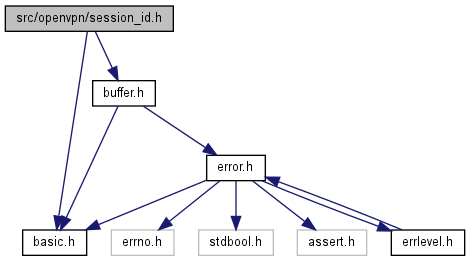 src/openvpn/session_id.h
buffer.h
error.h
basic.h
errno.h
stdbool.h
assert.h
errlevel.h